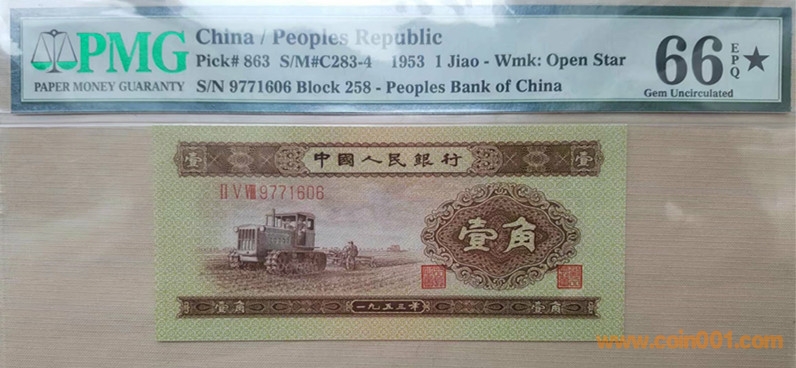 PMG
PAPER MONEY GUARANTY
China / Peoples Republic
Pick# 863 S/M#C283-4 1953 1 Jiao - Wmk: Open Star
S/N 9771606 Block 258 - Peoples Bank of China
66 EPQ ★
Gem Uncirculated
壹 中國人民銀行 壹
II V VIII 9771606
壹角
壹角 一九五三年 壹角
www.coin001.com